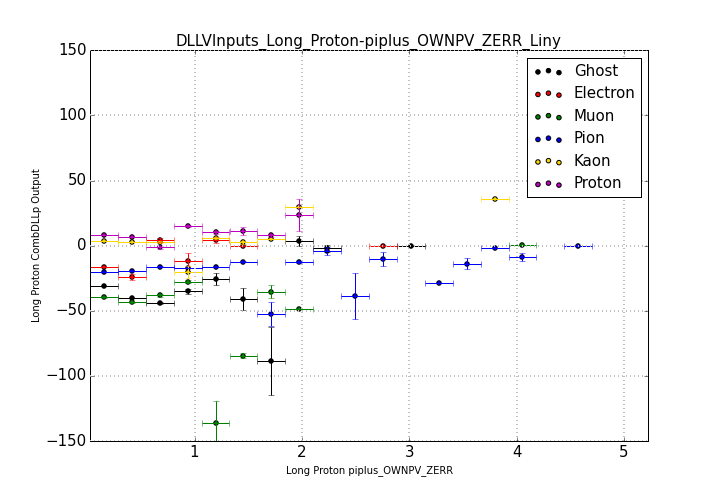 DLLVInputs_Long_Proton-piplus_OWNPV_ZERR_Liny
150
100
50
0
−50
−100
−150
Long Proton CombDLLp Output
Ghost
Electron
Muon
Pion
Kaon
Proton
1 2 3 4 5
Long Proton piplus_OWNPV_ZERR